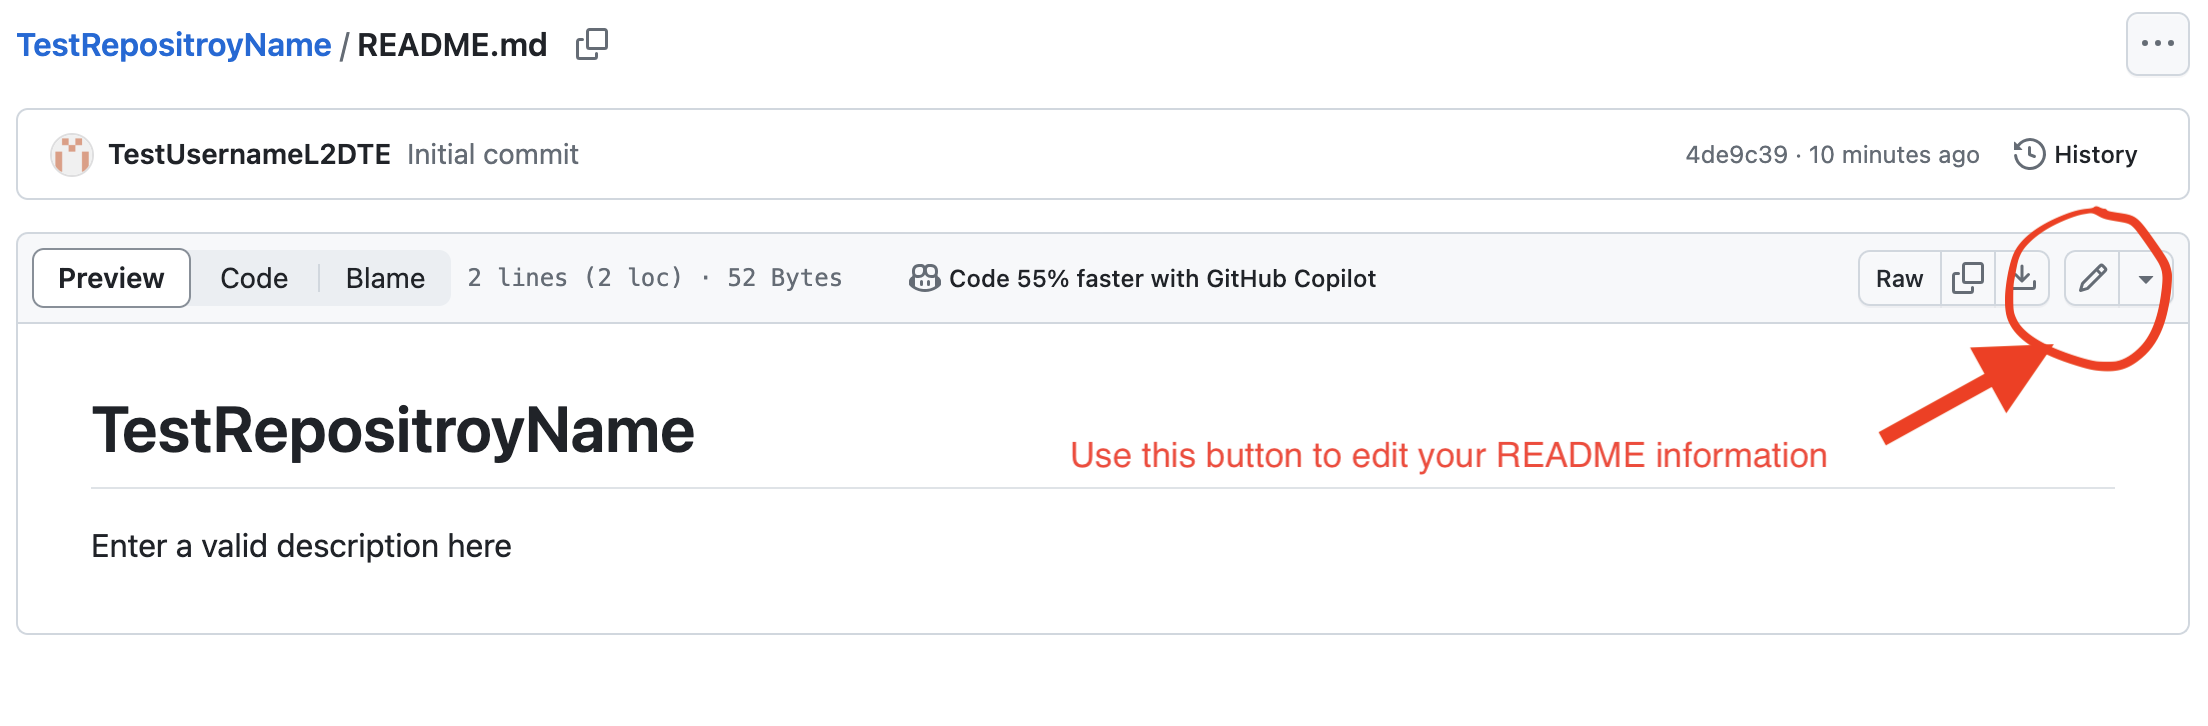 TestRepositroyName / README.md
TestUsernameL2DTE Initial commit 4de9c39 · 10 minutes ago History
Preview Code Blame 2 lines (2 loc) · 52 Bytes Code 55% faster with GitHub Copilot Raw
TestRepositroyName
Use this button to edit your README information
Enter a valid description here